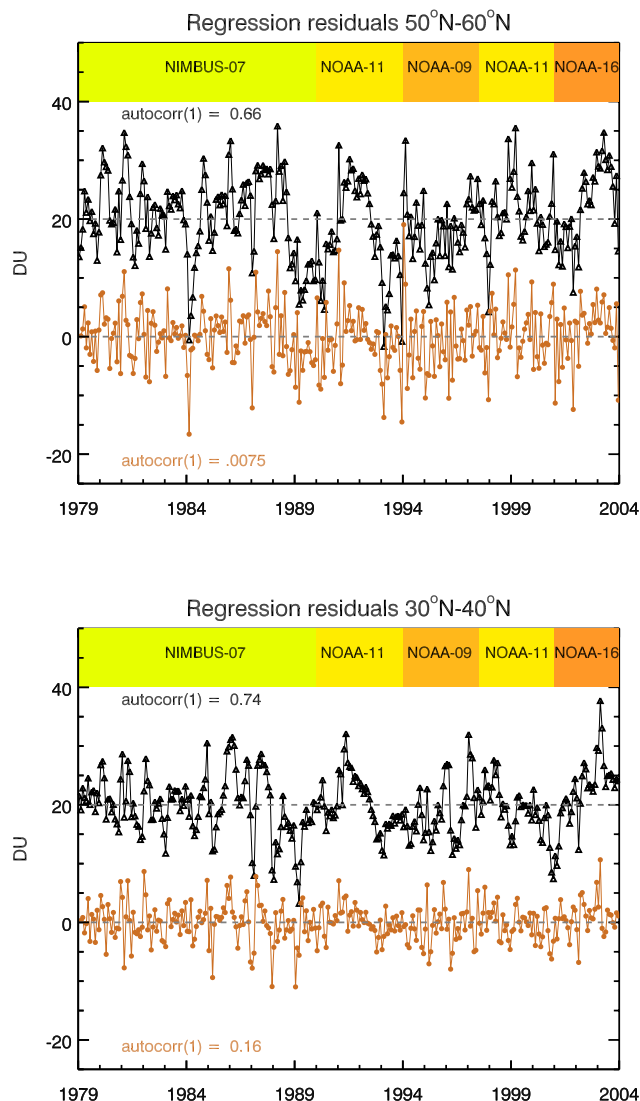 Regression residuals 50°N-60°N
NIMBUS-07 NOAA-11 NOAA-09 NOAA-11 NOAA-16
40
autocorr(1) = 0.66
20
DU
0
-20
autocorr(1) = .0075
1979 1984 1989 1994 1999 2004
Regression residuals 30°N-40°N
NIMBUS-07 NOAA-11 NOAA-09 NOAA-11 NOAA-16
40
autocorr(1) = 0.74
20
DU
0
-20
autocorr(1) = 0.16
1979 1984 1989 1994 1999 2004